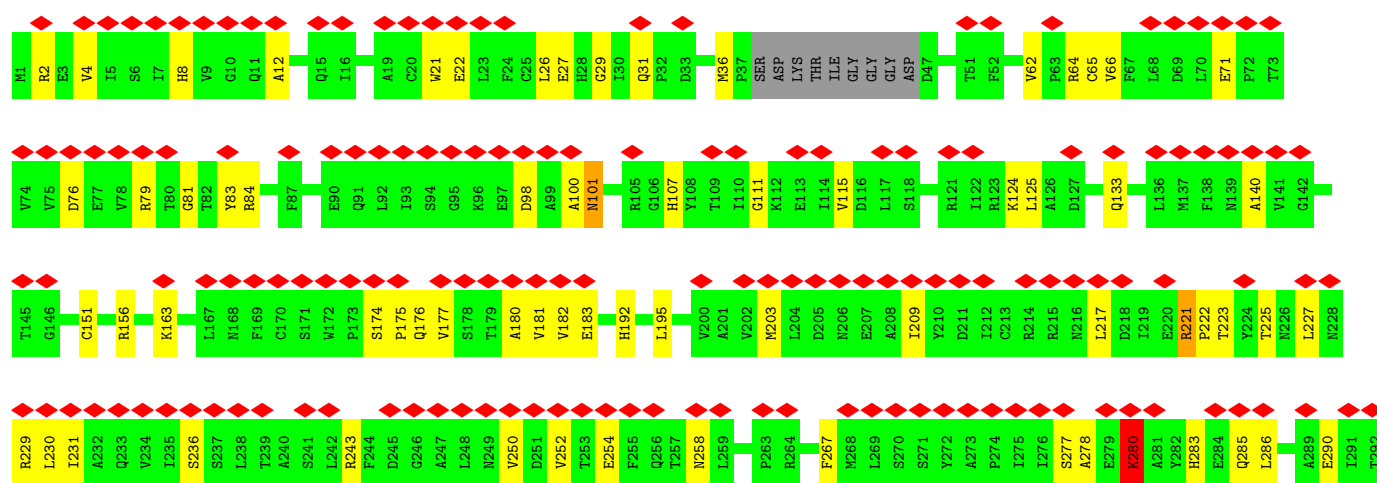 M1 R2 E3 V4 I5 S6 I7 H8 V9 G10 Q11 A12 Q15 I16 A19 C20 W21 E22 L23 F24 C25 L26 E27 H28 G29 I30 Q31 P32 D33 M36 P37 SER ASP LYS THR ILE GLY GLY GLY ASP D47 T51 F52 V62 P63 R64 C65 V66 F67 L68 D69 L70 E71 P72 T73
V74 V75 D76 E77 V78 R79 T80 G81 T82 Y83 R84 F87 E90 Q91 L92 I93 S94 G95 K96 E97 D98 A99 A100 N101 R105 G106 H107 Y108 T109 I110 G111 K112 E113 I114 V115 D116 L117 S118 R121 I122 R123 K124 L125 A126 D127 Q133 L136 M137 F138 N139 A140 V141 G142
T145 G146 C151 R156 K163 L167 N168 F169 C170 S171 W172 P173 S174 P175 Q176 V177 S178 T179 A180 V181 V182 E183 H192 L195 V200 A201 V202 M203 L204 D205 N206 E207 A208 I209 Y210 D211 I212 C213 R214 R215 N216 L217 D218 I219 E220 R221 P222 T223 Y224 T225 N226 L227 N228
R229 L230 I231 A232 Q233 V234 I235 S236 S237 L238 T239 A240 S241 L242 R243 F244 D245 G246 A247 L248 N249 V250 D251 V252 T253 E254 F255 Q256 T257 N258 L259 P263 R264 F267 M268 L269 S270 S271 Y272 A273 P274 I275 I276 S277 A278 E279 K280 A281 Y282 H283 E284 Q285 L286 A289 E290 I291 T292